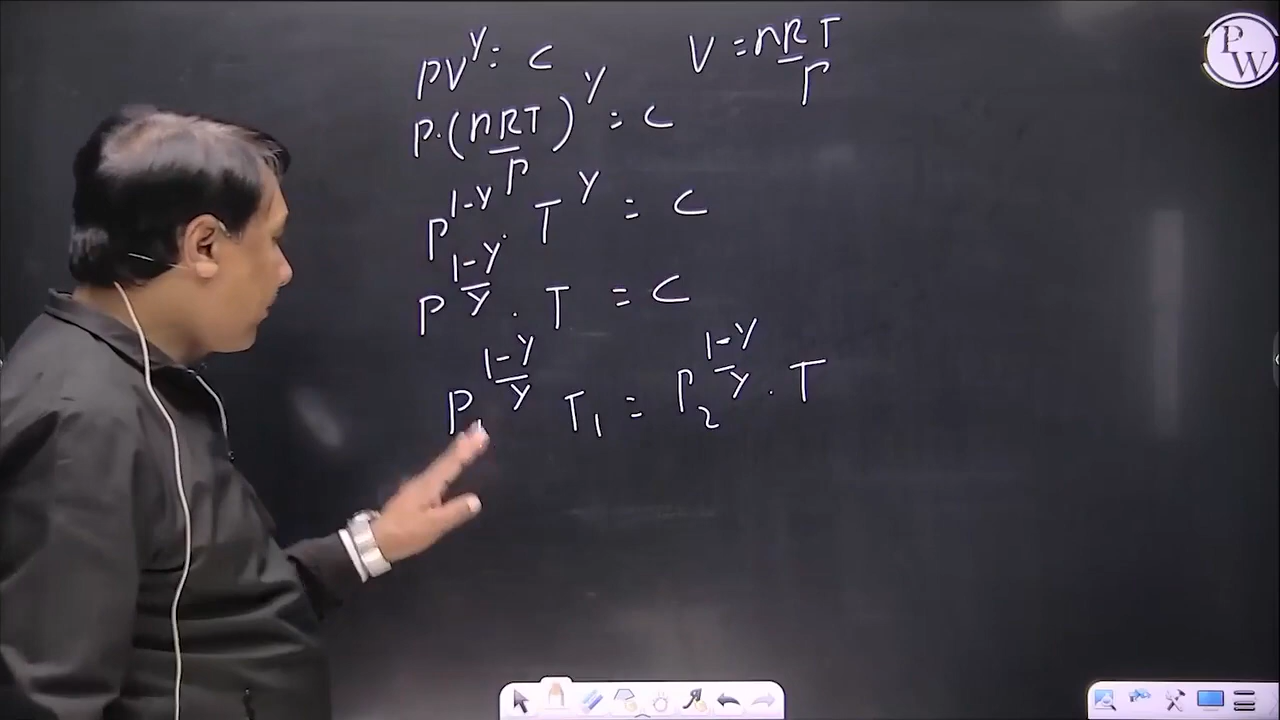 PV^γ = C    V = nRT/P
P·(nRT/P)^γ = C
P^(1-γ) · T^γ = C
P^((1-γ)/γ) · T = C
P₁^((1-γ)/γ) T₁ = P₂^((1-γ)/γ) · T
PW